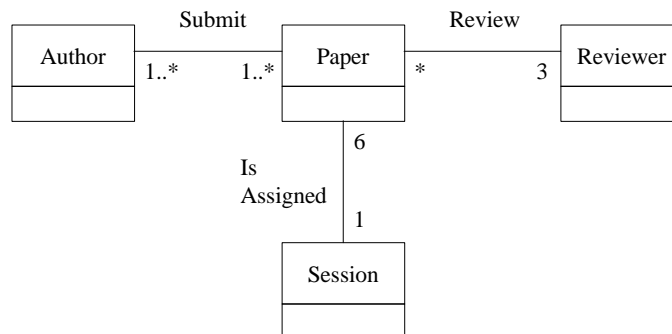 Submit
Review
Author
Paper
Reviewer
1..*
1..*
*
3
6
Is
Assigned
1
Session